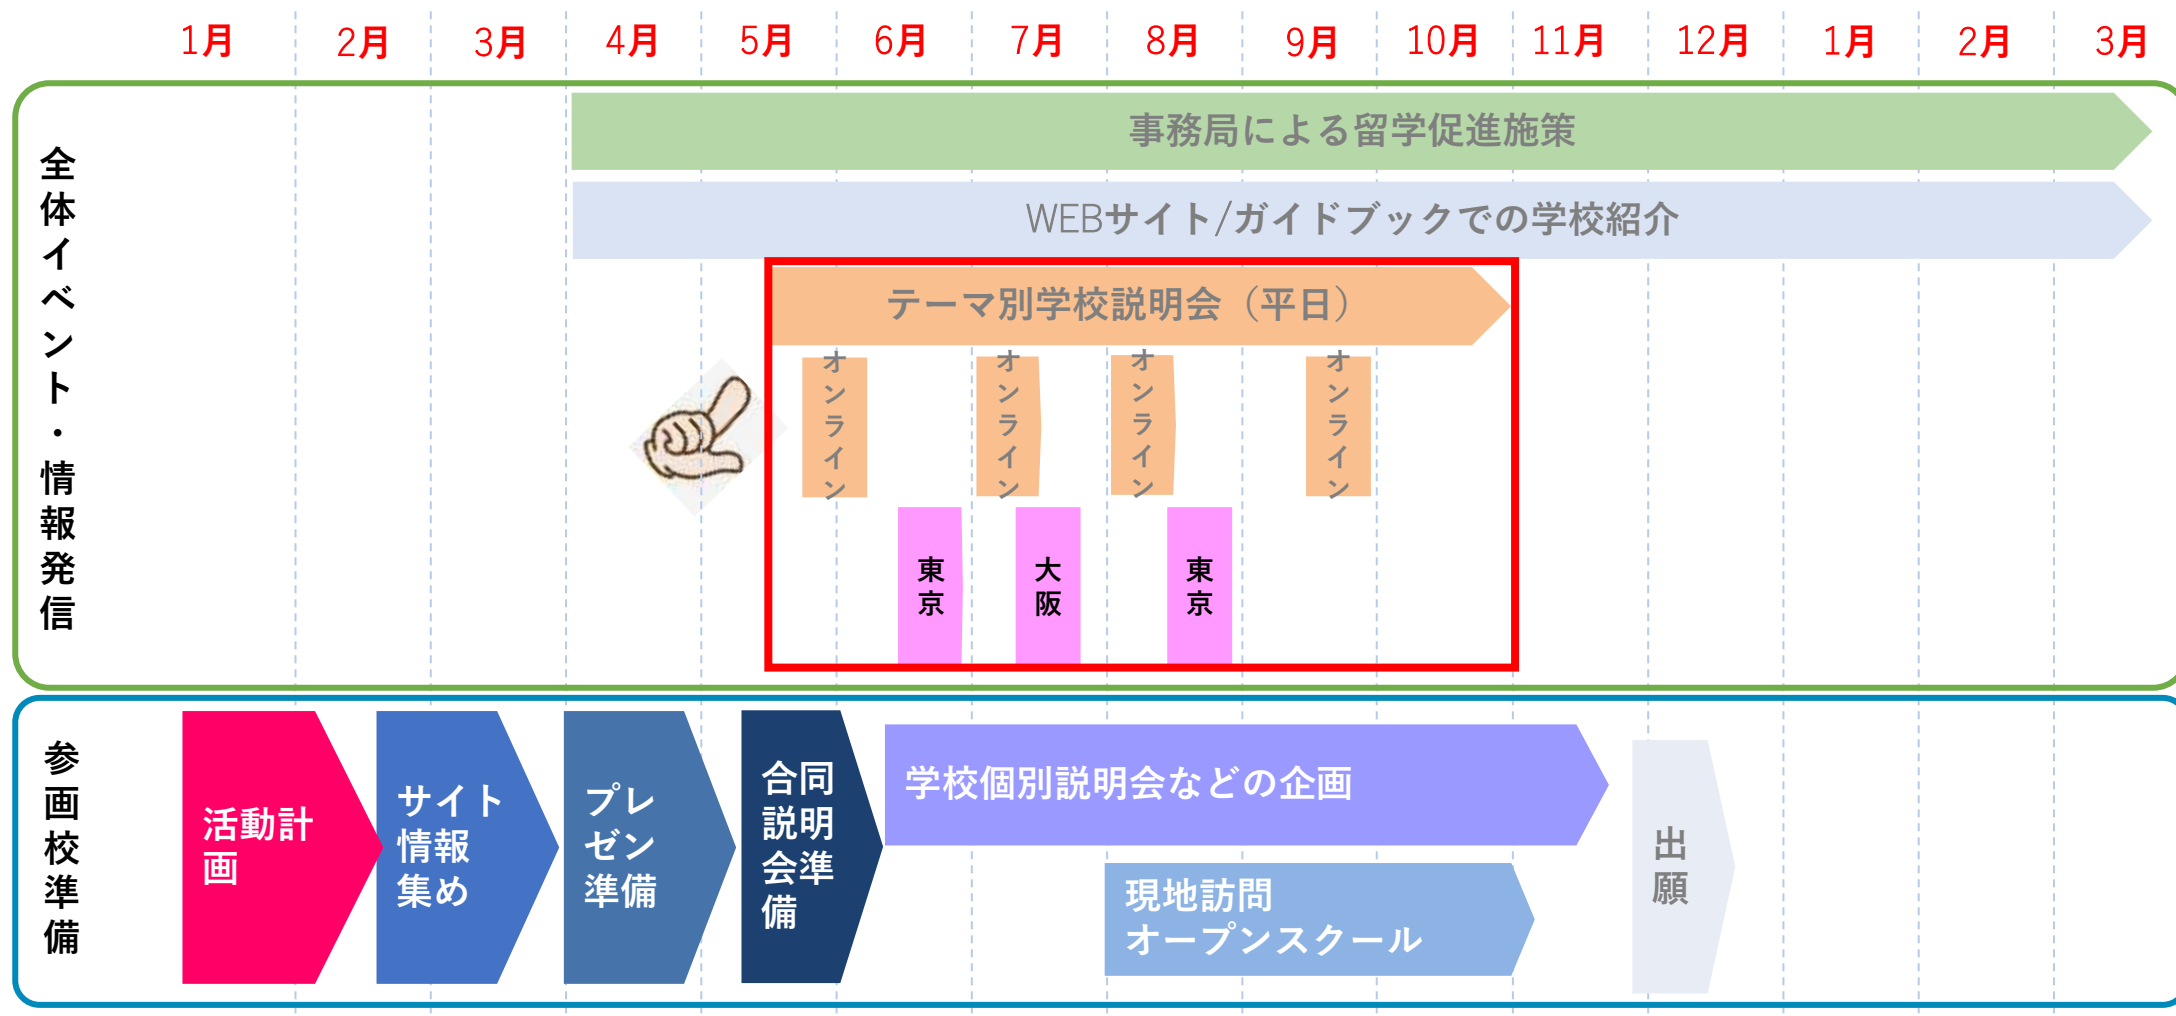 1月 2月 3月 4月 5月 6月 7月 8月 9月 10月 11月 12月 1月 2月 3月
全体イベント・情報発信
事務局による留学促進施策
WEBサイト/ガイドブックでの学校紹介
テーマ別学校説明会（平日）
オンライン
オンライン
オンライン
オンライン
東京
大阪
東京
参画校準備
活動計
画
サイト
情報
集め
プレ
ゼン
準備
合同
説明
会準
備
学校個別説明会などの企画
現地訪問
オープンスクール
出願